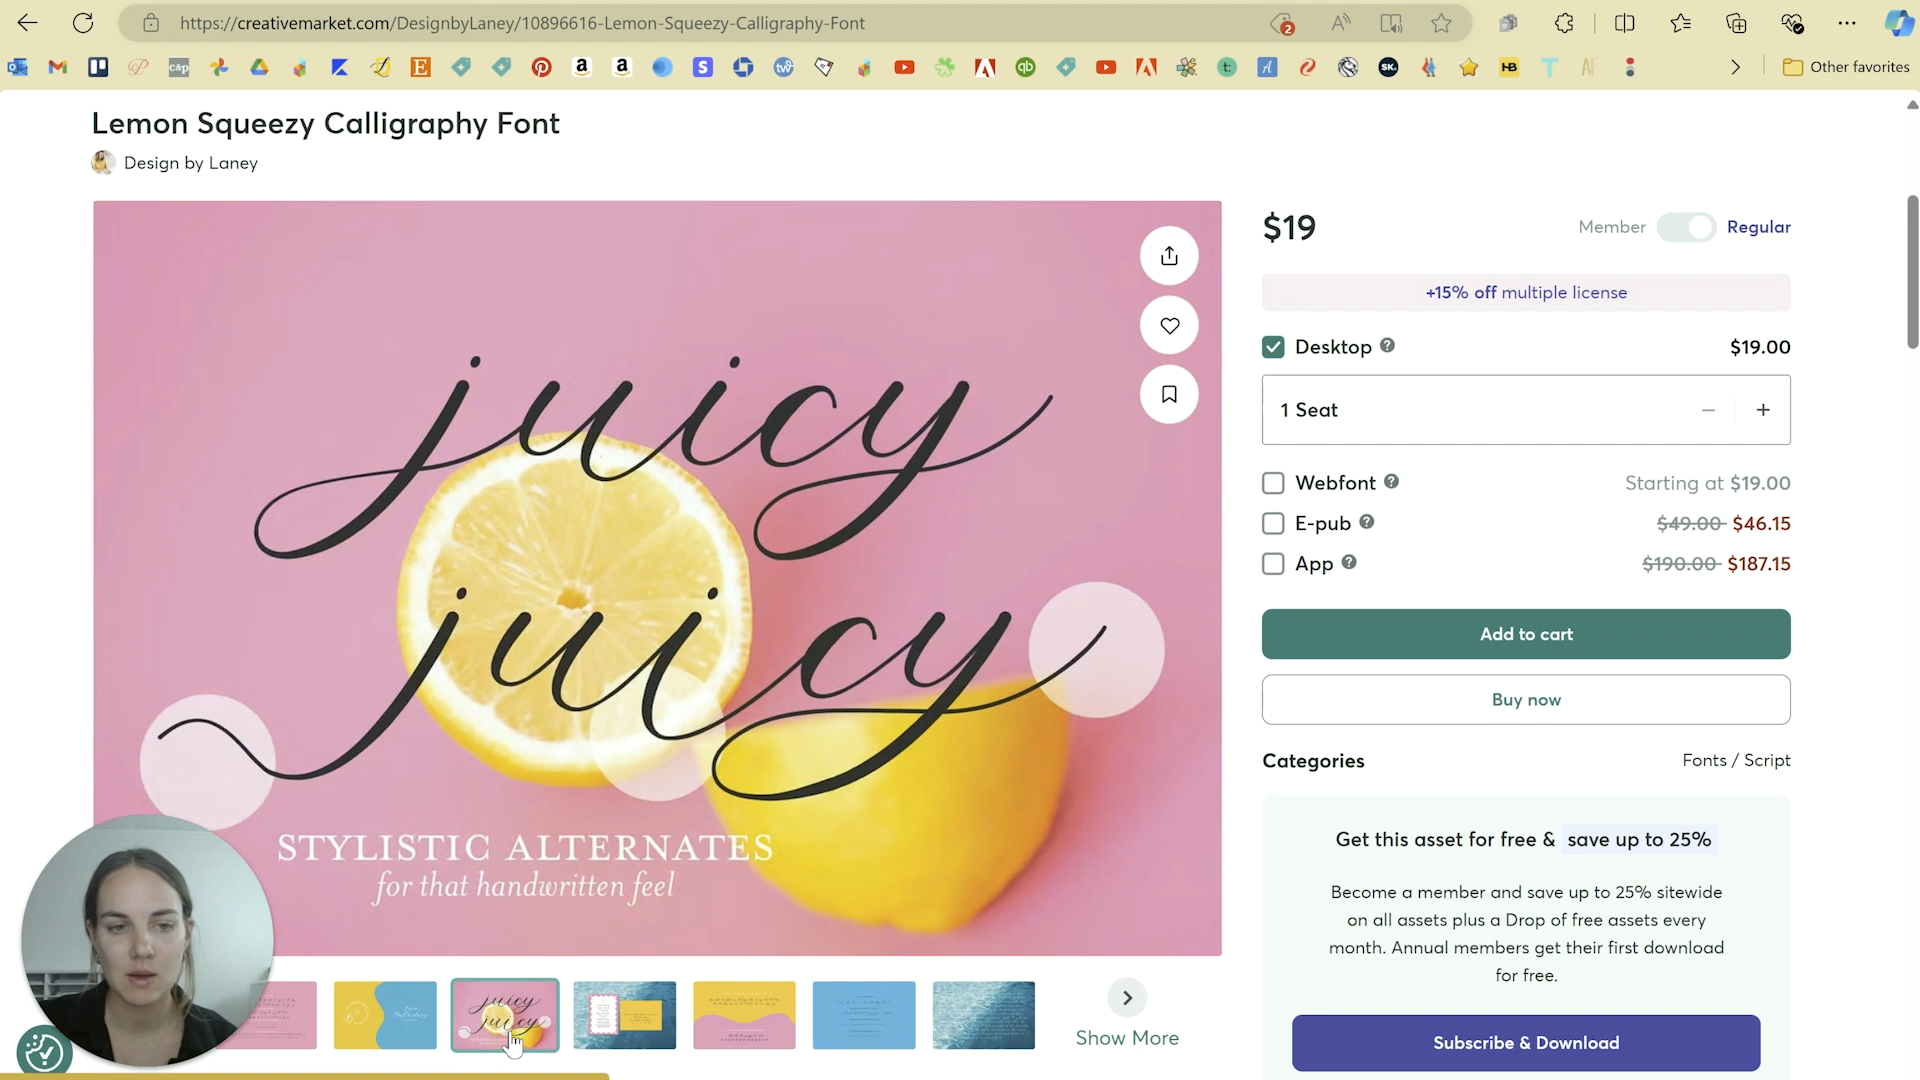 https://creativemarket.com/DesignbyLaney/10896616-Lemon-Squeezy-Calligraphy-Font
2
Other favorites
Lemon Squeezy Calligraphy Font
Design by Laney
juicy
juicy
STYLISTIC ALTERNATES
for that handwritten feel
$19
Member Regular
+15% off multiple license
Desktop $19.00
1 Seat
Webfont Starting at $19.00
E-pub $49.00 $46.15
App $190.00 $187.15
Add to cart
Buy now
Categories Fonts / Script
Get this asset for free & save up to 25%
Become a member and save up to 25% sitewide
on all assets plus a Drop of free assets every
month. Annual members get their first download
for free.
Subscribe & Download
juicy
juicy
Show More